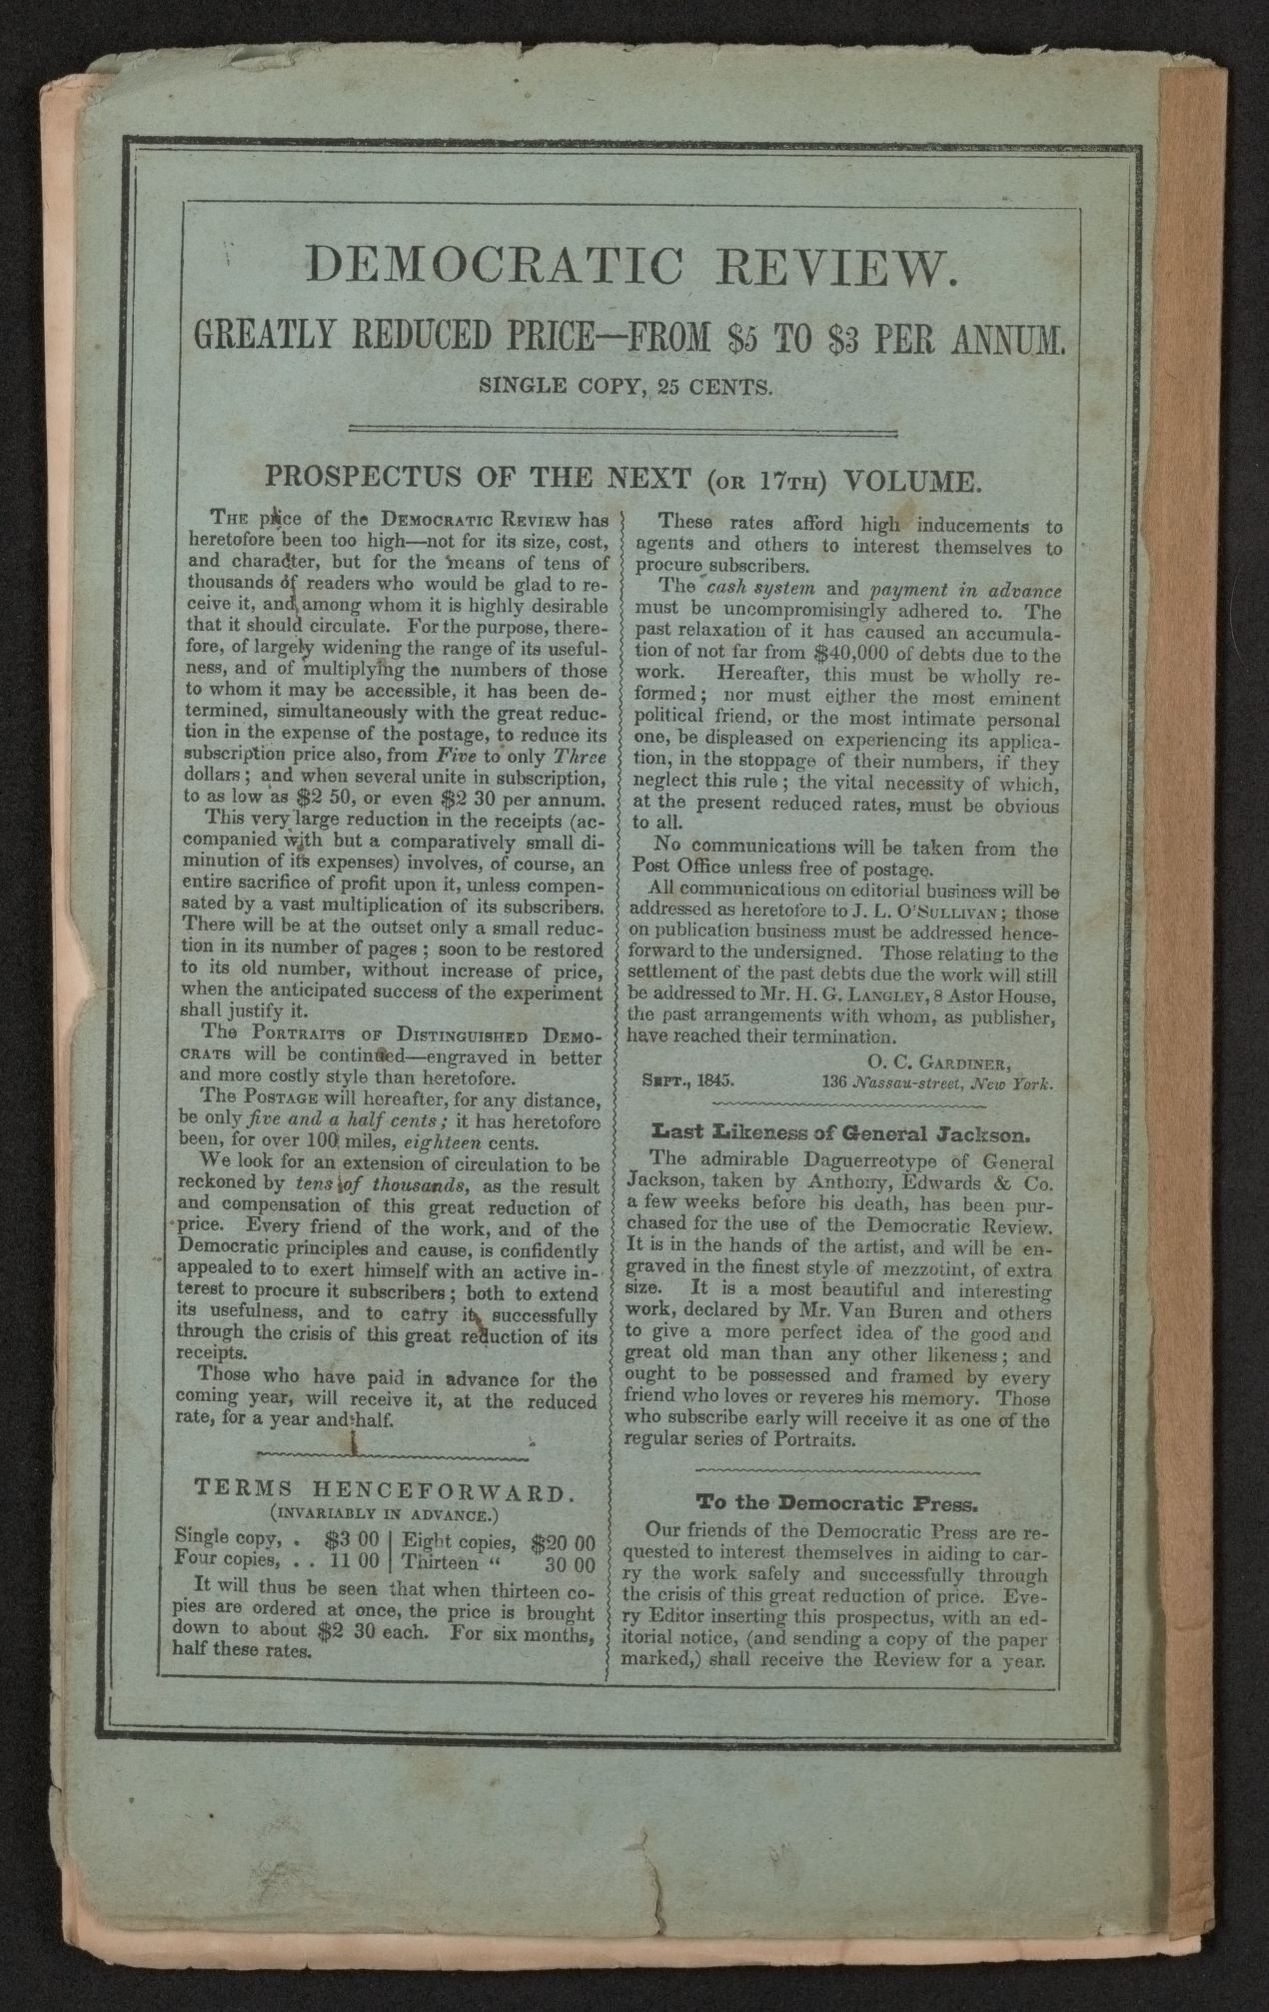 DEMOCRATIC REVIEW.
GREATLY REDUCED PRICE—FROM $5 TO $3 PER ANNUM.
SINGLE COPY, 25 CENTS.
PROSPECTUS OF THE NEXT (OR 17TH) VOLUME.
THE price of the DEMOCRATIC REVIEW has
heretofore been too high—not for its size, cost,
and character, but for the means of tens of
thousands of readers who would be glad to re-
ceive it, and among whom it is highly desirable
that it should circulate. For the purpose, there-
fore, of largely widening the range of its useful-
ness, and of multiplying the numbers of those
to whom it may be accessible, it has been de-
termined, simultaneously with the great reduc-
tion in the expense of the postage, to reduce its
subscription price also, from Five to only Three
dollars; and when several unite in subscription,
to as low as $2 50, or even $2 30 per annum.
This very large reduction in the receipts (ac-
companied with but a comparatively small di-
minution of its expenses) involves, of course, an
entire sacrifice of profit upon it, unless compen-
sated by a vast multiplication of its subscribers.
There will be at the outset only a small reduc-
tion in its number of pages; soon to be restored
to its old number, without increase of price,
when the anticipated success of the experiment
shall justify it.
The PORTRAITS OF DISTINGUISHED DEMO-
CRATS will be continued—engraved in better
and more costly style than heretofore.
The POSTAGE will hereafter, for any distance,
be only five and a half cents; it has heretofore
been, for over 100 miles, eighteen cents.
We look for an extension of circulation to be
reckoned by tens of thousands, as the result
and compensation of this great reduction of
price. Every friend of the work, and of the
Democratic principles and cause, is confidently
appealed to to exert himself with an active in-
terest to procure it subscribers; both to extend
its usefulness, and to carry it successfully
through the crisis of this great reduction of its
receipts.
Those who have paid in advance for the
coming year, will receive it, at the reduced
rate, for a year and half.
TERMS HENCEFORWARD.
(INVARIABLY IN ADVANCE.)
Single copy, . $3 00 | Eight copies, $20 00
Four copies, . . 11 00 | Thirteen " 30 00
It will thus be seen that when thirteen co-
pies are ordered at once, the price is brought
down to about $2 30 each. For six months,
half these rates.
These rates afford high inducements to
agents and others to interest themselves to
procure subscribers.
The cash system and payment in advance
must be uncompromisingly adhered to. The
past relaxation of it has caused an accumula-
tion of not far from $40,000 of debts due to the
work. Hereafter, this must be wholly re-
formed; nor must either the most eminent
political friend, or the most intimate personal
one, be displeased on experiencing its applica-
tion, in the stoppage of their numbers, if they
neglect this rule; the vital necessity of which,
at the present reduced rates, must be obvious
to all.
No communications will be taken from the
Post Office unless free of postage.
All communications on editorial business will be
addressed as heretofore to J. L. O'SULLIVAN; those
on publication business must be addressed hence-
forward to the undersigned. Those relating to the
settlement of the past debts due the work will still
be addressed to Mr. H. G. LANGLEY, 8 Astor House,
the past arrangements with whom, as publisher,
have reached their termination.
O. C. GARDINER,
SEPT., 1845. 136 Nassau-street, New York.
Last Likeness of General Jackson.
The admirable Daguerreotype of General
Jackson, taken by Anthony, Edwards & Co.
a few weeks before his death, has been pur-
chased for the use of the Democratic Review.
It is in the hands of the artist, and will be en-
graved in the finest style of mezzotint, of extra
size. It is a most beautiful and interesting
work, declared by Mr. Van Buren and others
to give a more perfect idea of the good and
great old man than any other likeness; and
ought to be possessed and framed by every
friend who loves or reveres his memory. Those
who subscribe early will receive it as one of the
regular series of Portraits.
To the Democratic Press.
Our friends of the Democratic Press are re-
quested to interest themselves in aiding to car-
ry the work safely and successfully through
the crisis of this great reduction of price. Eve-
ry Editor inserting this prospectus, with an ed-
itorial notice, (and sending a copy of the paper
marked,) shall receive the Review for a year.